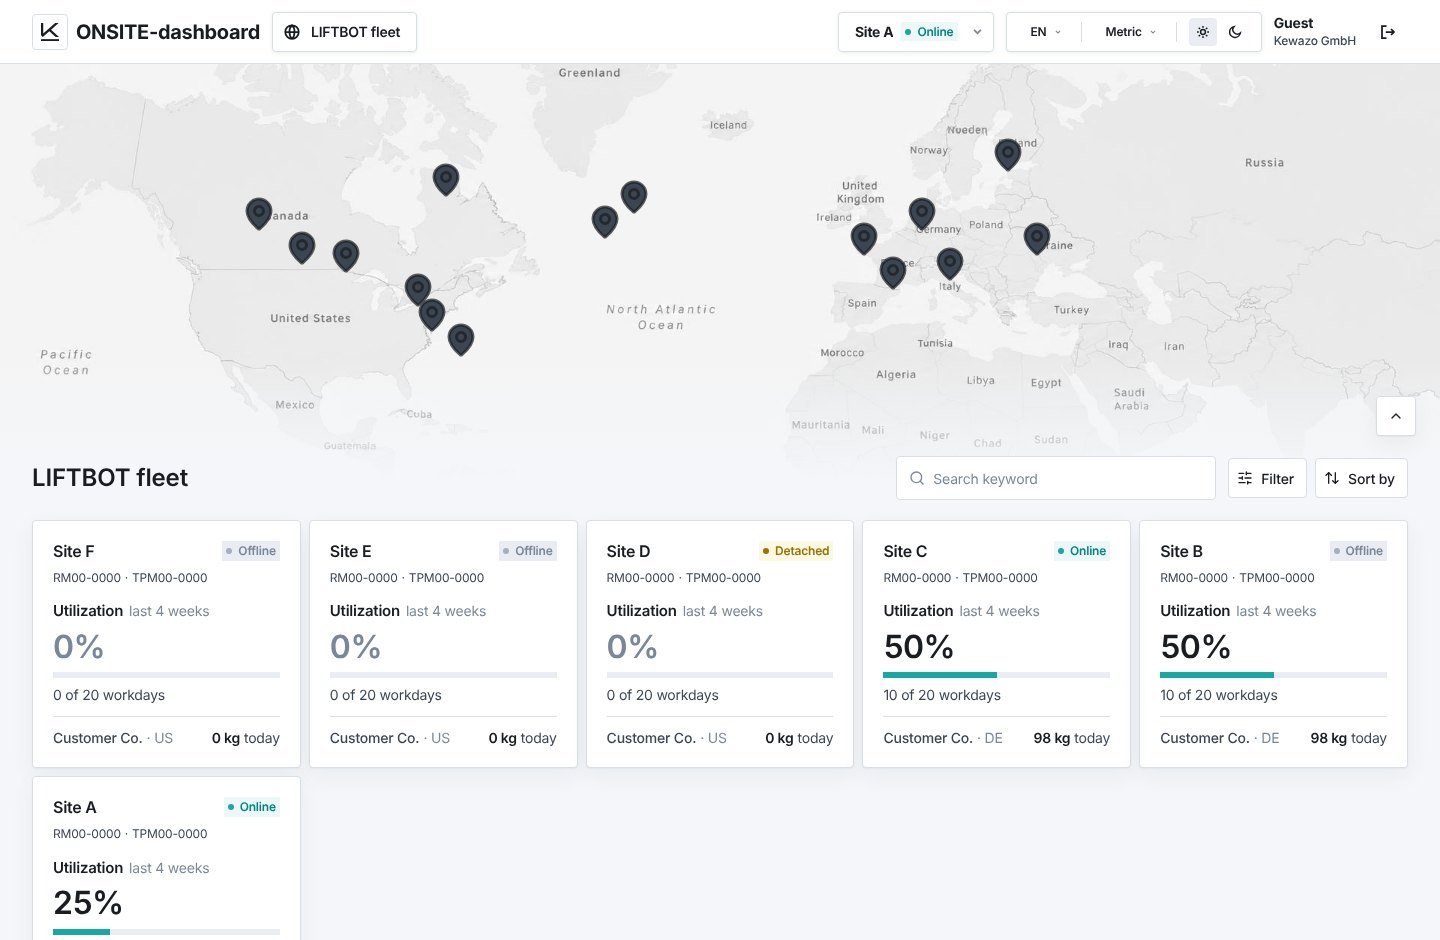 ONSITE-dashboard
LIFTBOT fleet
Site A
Online
EN
Metric
Guest
Kewazo GmbH
Greenland
Iceland
Norway
Russia
United
Kingdom
Ireland
Germany
Poland
Spain
Italy
Turkey
United States
North Atlantic
Ocean
Pacific
Ocean
Morocco
Tunisia
Iraq
Iran
Algeria
Libya
Egypt
Saudi
Arabia
Mexico
Cuba
Mauritania
Mali
Niger
Chad
Sudan
Guatemala
LIFTBOT fleet
Search keyword
Filter
Sort by
Site F
Offline
RM00-0000 · TPM00-0000
Utilization last 4 weeks
0%
0 of 20 workdays
Customer Co. · US
0 kg today
Site E
Offline
RM00-0000 · TPM00-0000
Utilization last 4 weeks
0%
0 of 20 workdays
Customer Co. · US
0 kg today
Site D
Detached
RM00-0000 · TPM00-0000
Utilization last 4 weeks
0%
0 of 20 workdays
Customer Co. · US
0 kg today
Site C
Online
RM00-0000 · TPM00-0000
Utilization last 4 weeks
50%
10 of 20 workdays
Customer Co. · DE
98 kg today
Site B
Offline
RM00-0000 · TPM00-0000
Utilization last 4 weeks
50%
10 of 20 workdays
Customer Co. · DE
98 kg today
Site A
Online
RM00-0000 · TPM00-0000
Utilization last 4 weeks
25%